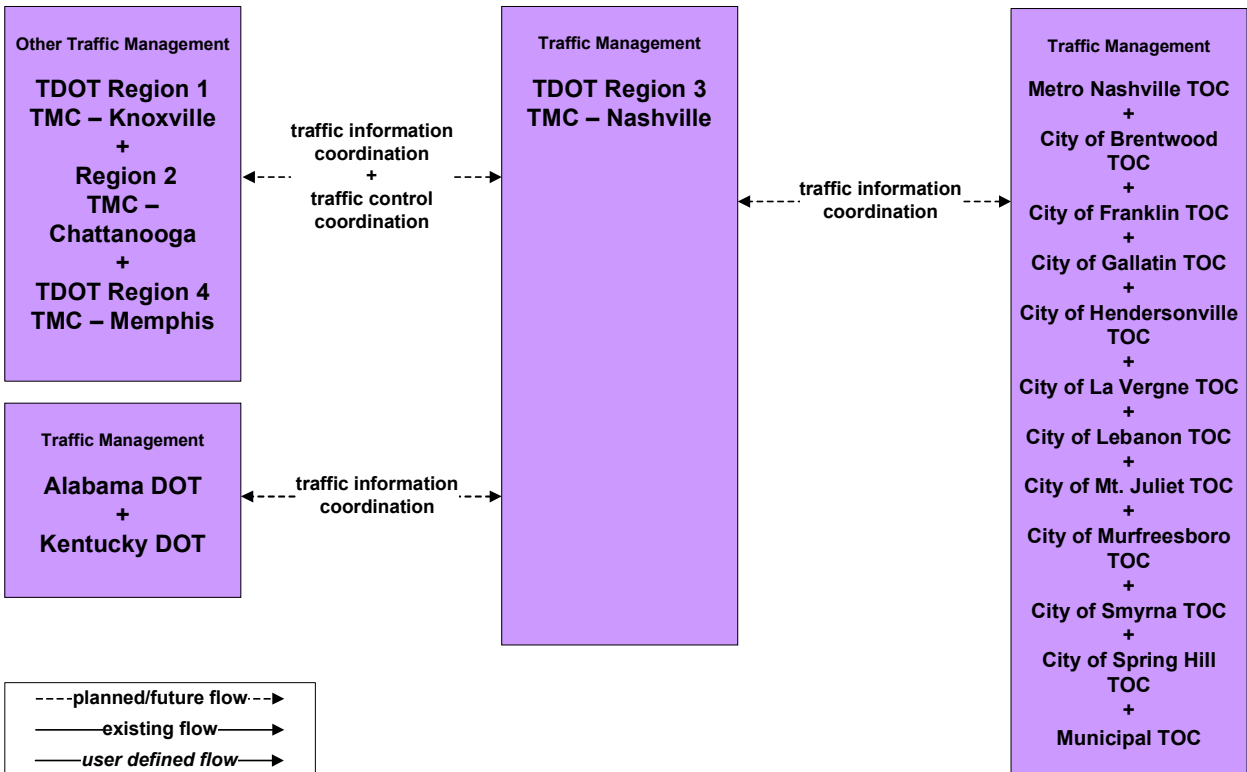 Other Traffic Management
TDOT Region 1
TMC – Knoxville
+
Region 2
TMC –
Chattanooga
+
TDOT Region 4
TMC – Memphis
traffic information
coordination
+
traffic control
coordination
Traffic Management
TDOT Region 3
TMC – Nashville
traffic information
coordination
Traffic Management
Metro Nashville TOC
+
City of Brentwood
TOC
+
City of Franklin TOC
+
City of Gallatin TOC
+
City of Hendersonville
TOC
+
City of La Vergne TOC
+
City of Lebanon TOC
+
City of Mt. Juliet TOC
+
City of Murfreesboro
TOC
+
City of Smyrna TOC
+
City of Spring Hill
TOC
+
Municipal TOC
Traffic Management
Alabama DOT
+
Kentucky DOT
traffic information
coordination
planned/future flow
existing flow
user defined flow